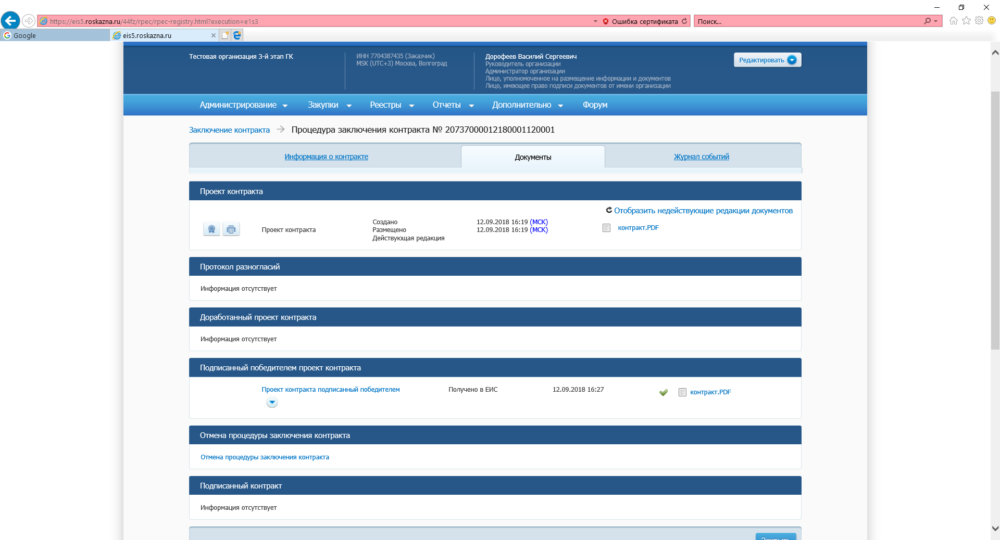 https://eis5.roskazna.ru/44fz/rpec/rpec-registry.html?execution=e1s3
Ошибка сертификата
Поиск...
Google
eis5.roskazna.ru
Тестовая организация 3-й этап ГК
ИНН 7704387435 (Заказчик)
MSK (UTC+3) Москва, Волгоград
Дорофеев Василий Сергеевич
Руководитель организации
Администратор организации
Лицо, уполномоченное на размещение информации и документов
Лицо, имеющее право подписи документов от имени организации
Редактировать
Администрирование
Закупки
Реестры
Отчеты
Дополнительно
Форум
Заключение контракта
Процедура заключения контракта № 20737000012180001120001
Информация о контракте
Документы
Журнал событий
Проект контракта
Отобразить недействующие редакции документов
Проект контракта
Создано 12.09.2018 16:19 (МСК)
Размещено 12.09.2018 16:19 (МСК)
Действующая редакция
контракт.PDF
Протокол разногласий
Информация отсутствует
Доработанный проект контракта
Информация отсутствует
Подписанный победителем проект контракта
Проект контракта подписанный победителем
Получено в ЕИС
12.09.2018 16:27
контракт.PDF
Отмена процедуры заключения контракта
Отмена процедуры заключения контракта
Подписанный контракт
Информация отсутствует
Закрыть